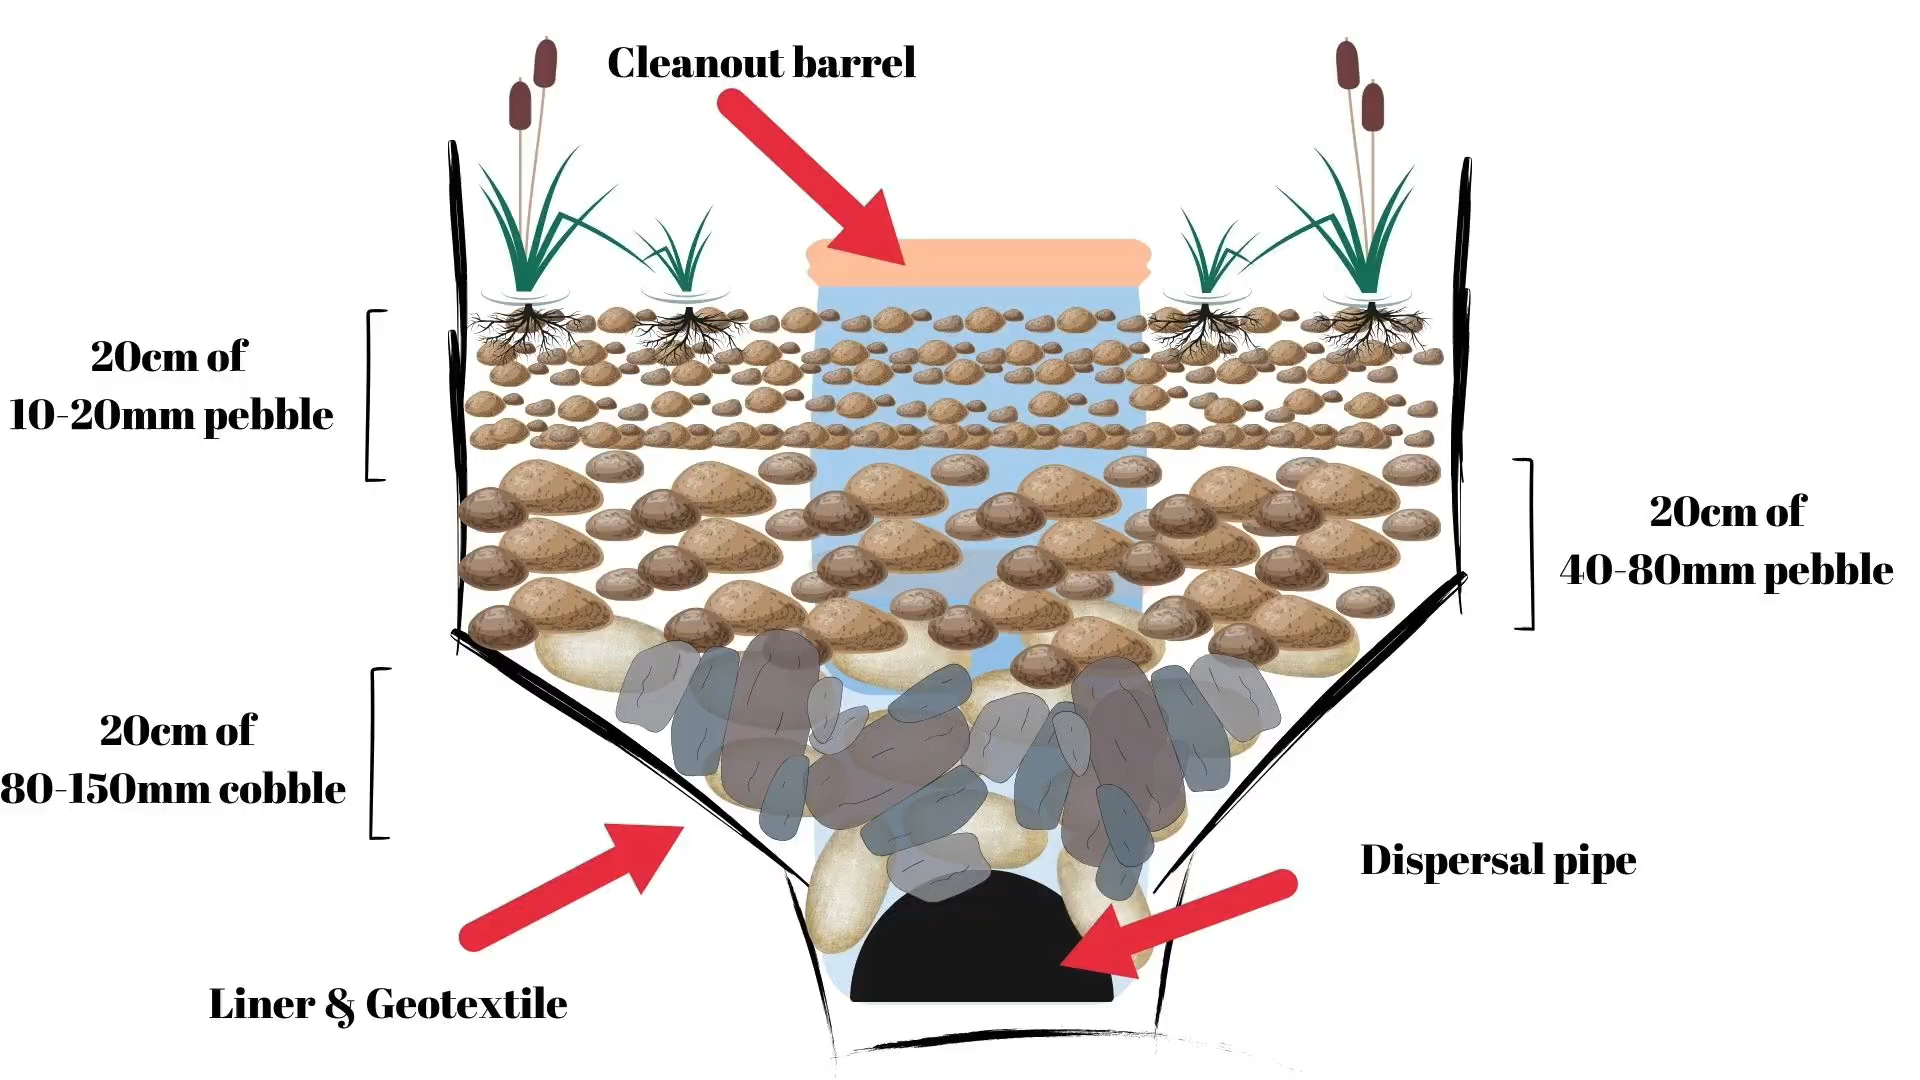 Cleanout barrel
20cm of
10-20mm pebble
20cm of
40-80mm pebble
20cm of
80-150mm cobble
Dispersal pipe
Liner & Geotextile